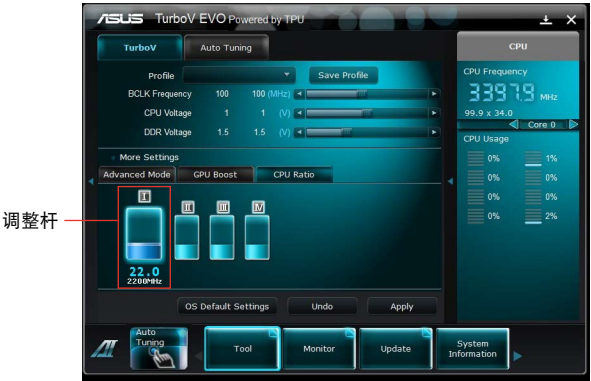 ASUS TurboV EVO Powered by TPU
TurboV Auto Tuning
Profile Save Profile
BCLK Frequency 100 100 (MHz)
CPU Voltage 1 1 (V)
DDR Voltage 1.5 1.5 (V)
More Settings
Advanced Mode GPU Boost CPU Ratio
I II III IV
调整杆
22.0
2200MHz
OS Default Settings Undo Apply
CPU
CPU Frequency
3397.9 MHz
99.9 x 34.0
Core 0
CPU Usage
0% 1%
0% 0%
0% 2%
Auto Tuning
Tool Monitor Update System Information